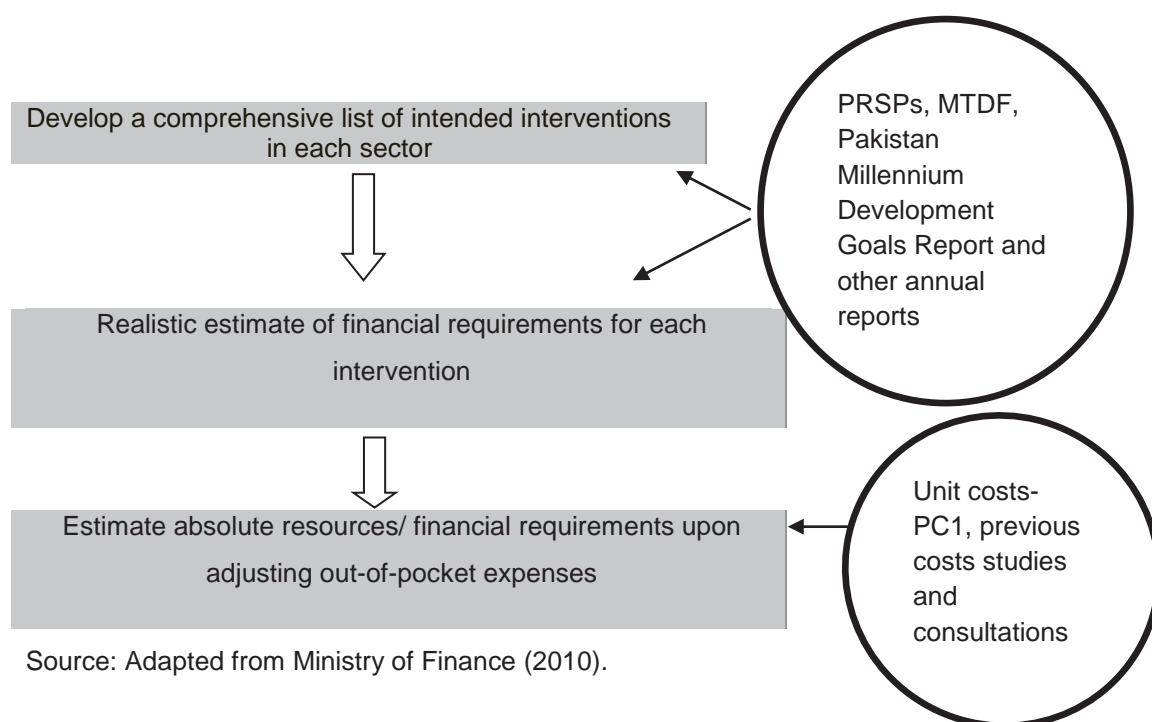 Develop a comprehensive list of intended interventions
in each sector
PRSPs, MTDF,
Pakistan
Millennium
Development
Goals Report and
other annual
reports
Realistic estimate of financial requirements for each
intervention
Estimate absolute resources/ financial requirements upon
adjusting out-of-pocket expenses
Unit costs-
PC1, previous
costs studies
and
consultations
Source: Adapted from Ministry of Finance (2010).